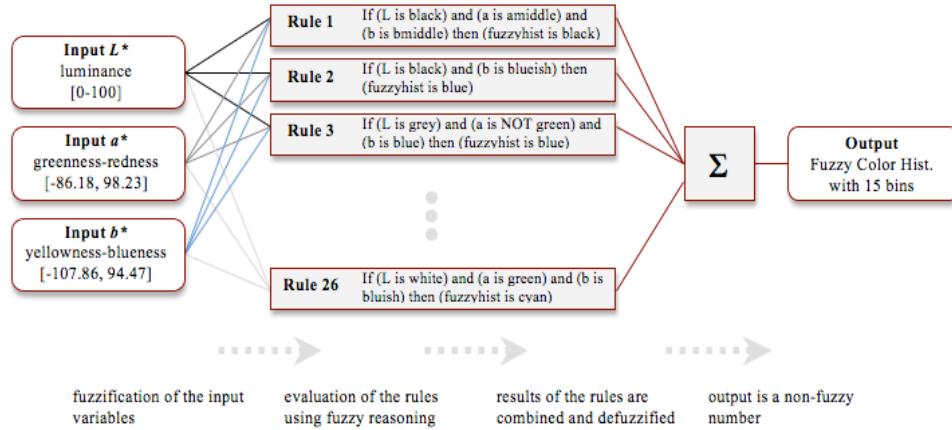 Input L*
luminance
[0-100]
Input a*
greenness-redness
[-86.18, 98.23]
Input b*
yellowness-blueness
[-107.86, 94.47]
Rule 1
If (L is black) and (a is amiddle) and
(b is bmiddle) then (fuzzyhist is black)
Rule 2
If (L is black) and (b is blueish) then
(fuzzyhist is blue)
Rule 3
If (L is grey) and (a is NOT green) and
(b is blue) then (fuzzyhist is blue)
Rule 26
If (L is white) and (a is green) and (b is
bluish) then (fuzzyhist is cyan)
Σ
Output
Fuzzy Color Hist.
with 15 bins
fuzzification of the input
variables
evaluation of the rules
using fuzzy reasoning
results of the rules are
combined and defuzzified
output is a non-fuzzy
number